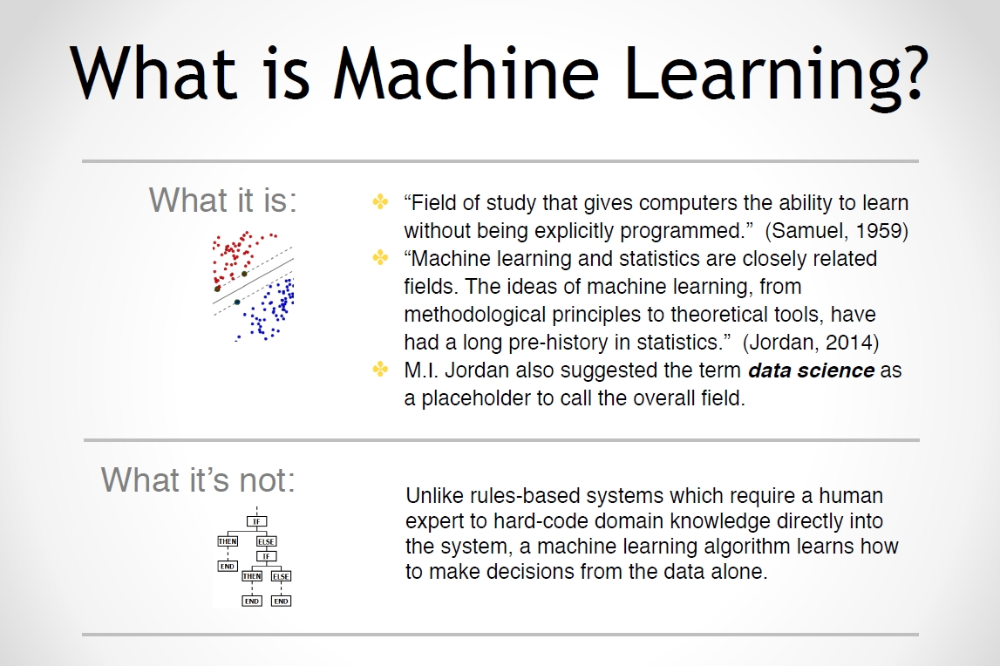 What is Machine Learning?
What it is:
“Field of study that gives computers the ability to learn
without being explicitly programmed.”  (Samuel, 1959)
“Machine learning and statistics are closely related
fields. The ideas of machine learning, from
methodological principles to theoretical tools, have
had a long pre-history in statistics.”  (Jordan, 2014)
M.I. Jordan also suggested the term data science as
a placeholder to call the overall field.
What it’s not:
Unlike rules-based systems which require a human
expert to hard-code domain knowledge directly into
the system, a machine learning algorithm learns how
to make decisions from the data alone.
IF
THEN ELSE
IF
END
THEN ELSE
END END